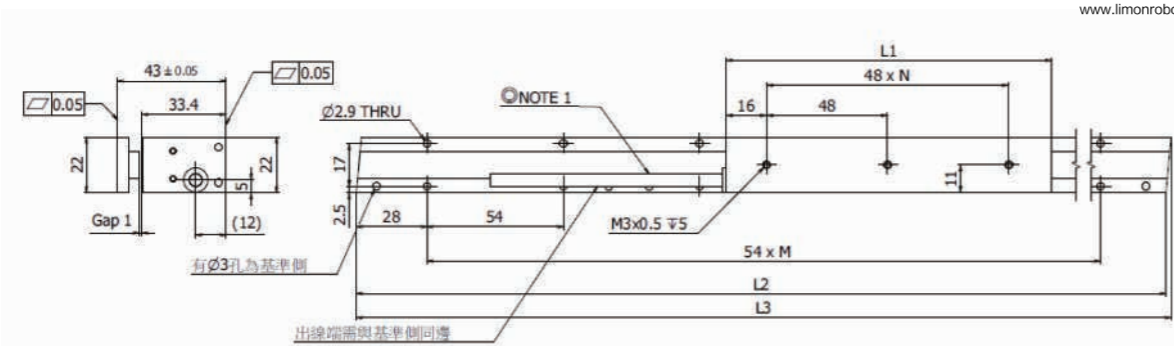 www.limonrobo
L1
43 ±0.05
0.05
48 x N
0.05
33.4
Ø2.9 THRU
◎NOTE 1
16
48
22
22
5
17
11
2.5
Gap 1
(12)
28
54
M3x0.5 ↧5
54 x M
有Ø3孔為基準側
L2
L3
出線端需與基準側同邊